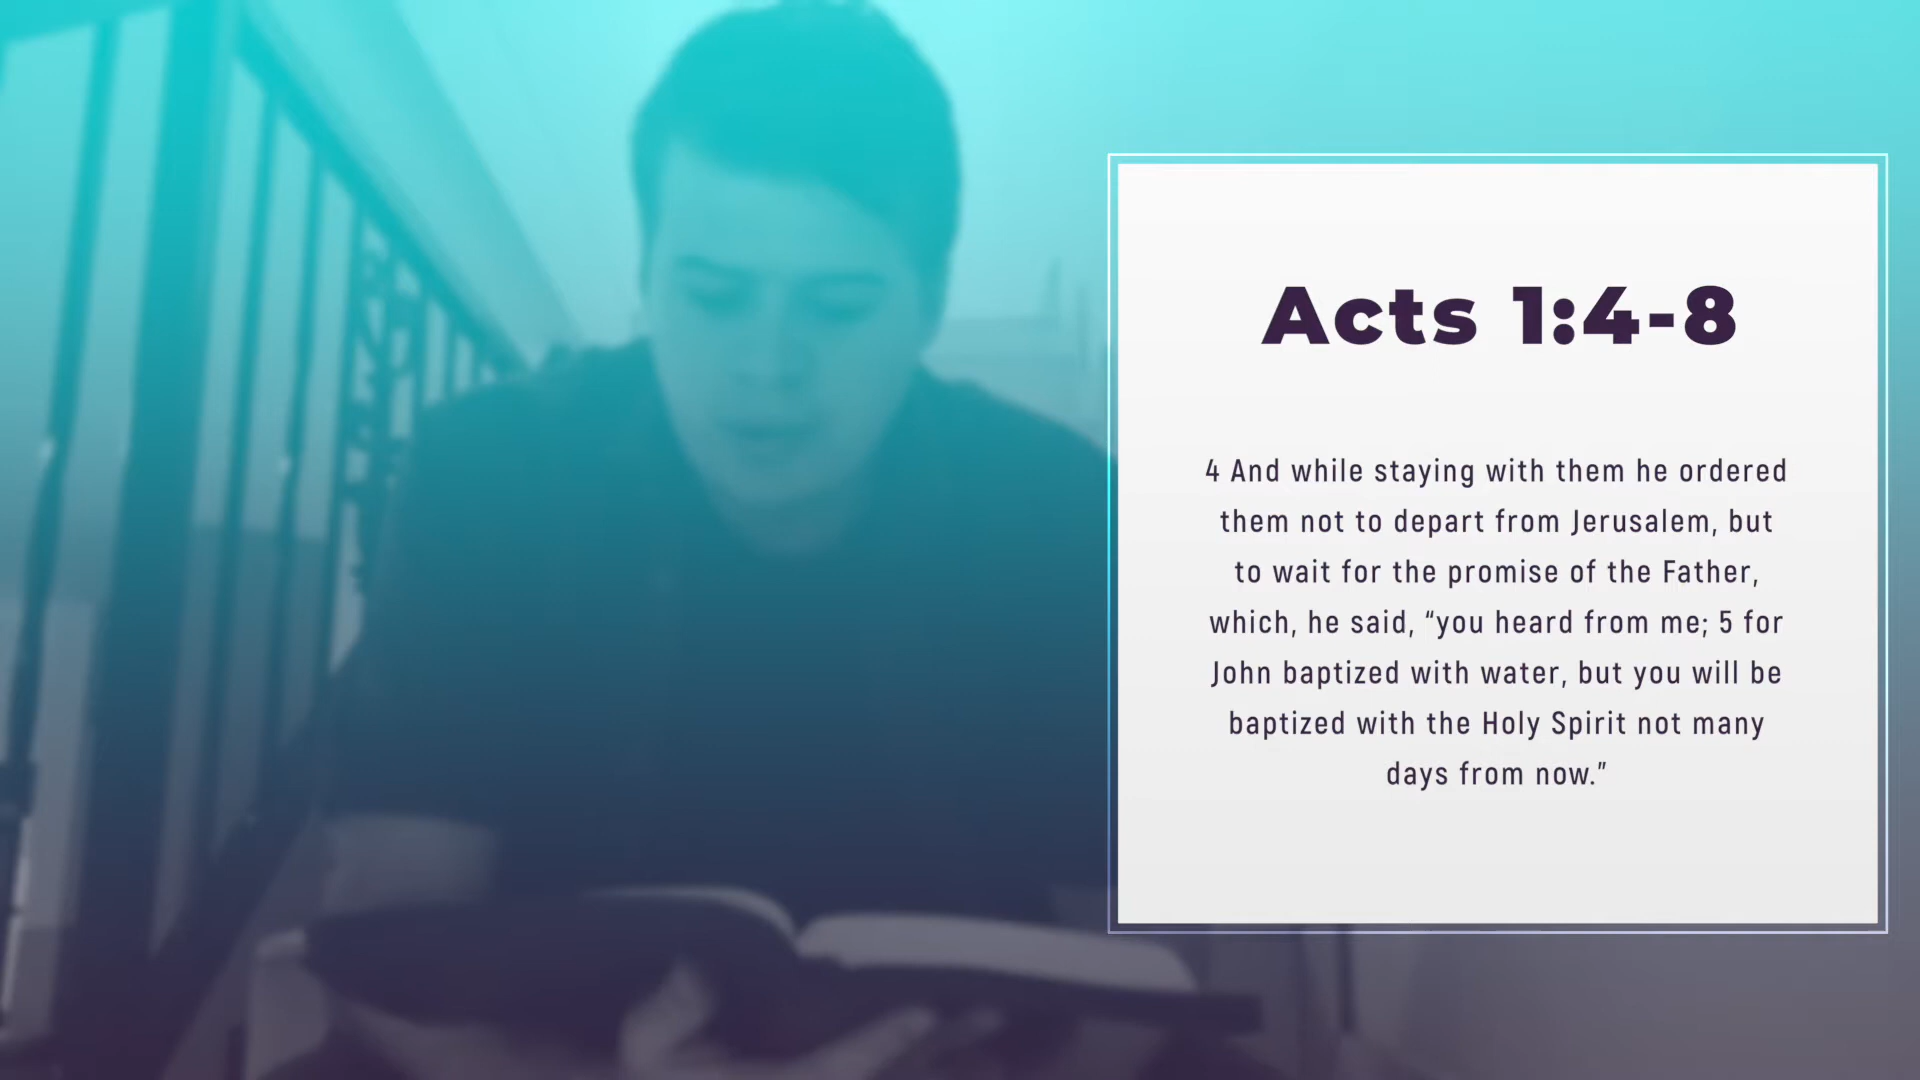 Acts 1:4-8
4 And while staying with them he ordered
them not to depart from Jerusalem, but
to wait for the promise of the Father,
which, he said, “you heard from me; 5 for
John baptized with water, but you will be
baptized with the Holy Spirit not many
days from now.”